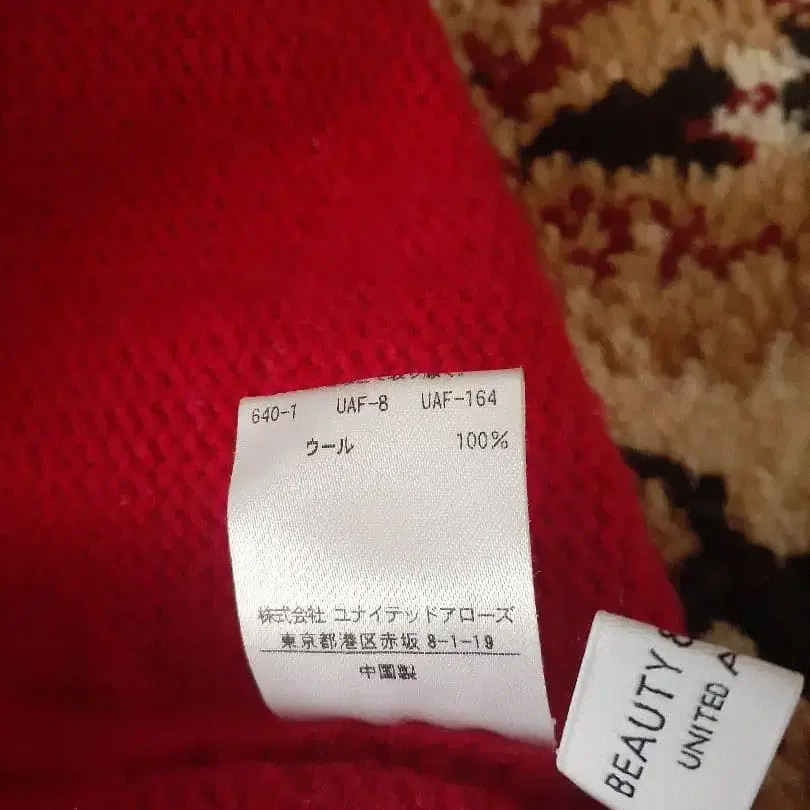 640-1 UAF-8 UAF-164
ウール 100%
株式会社 ユナイテッドアローズ
東京都港区赤坂 8-1-19
中国製
BEAUTY &
UNITED A